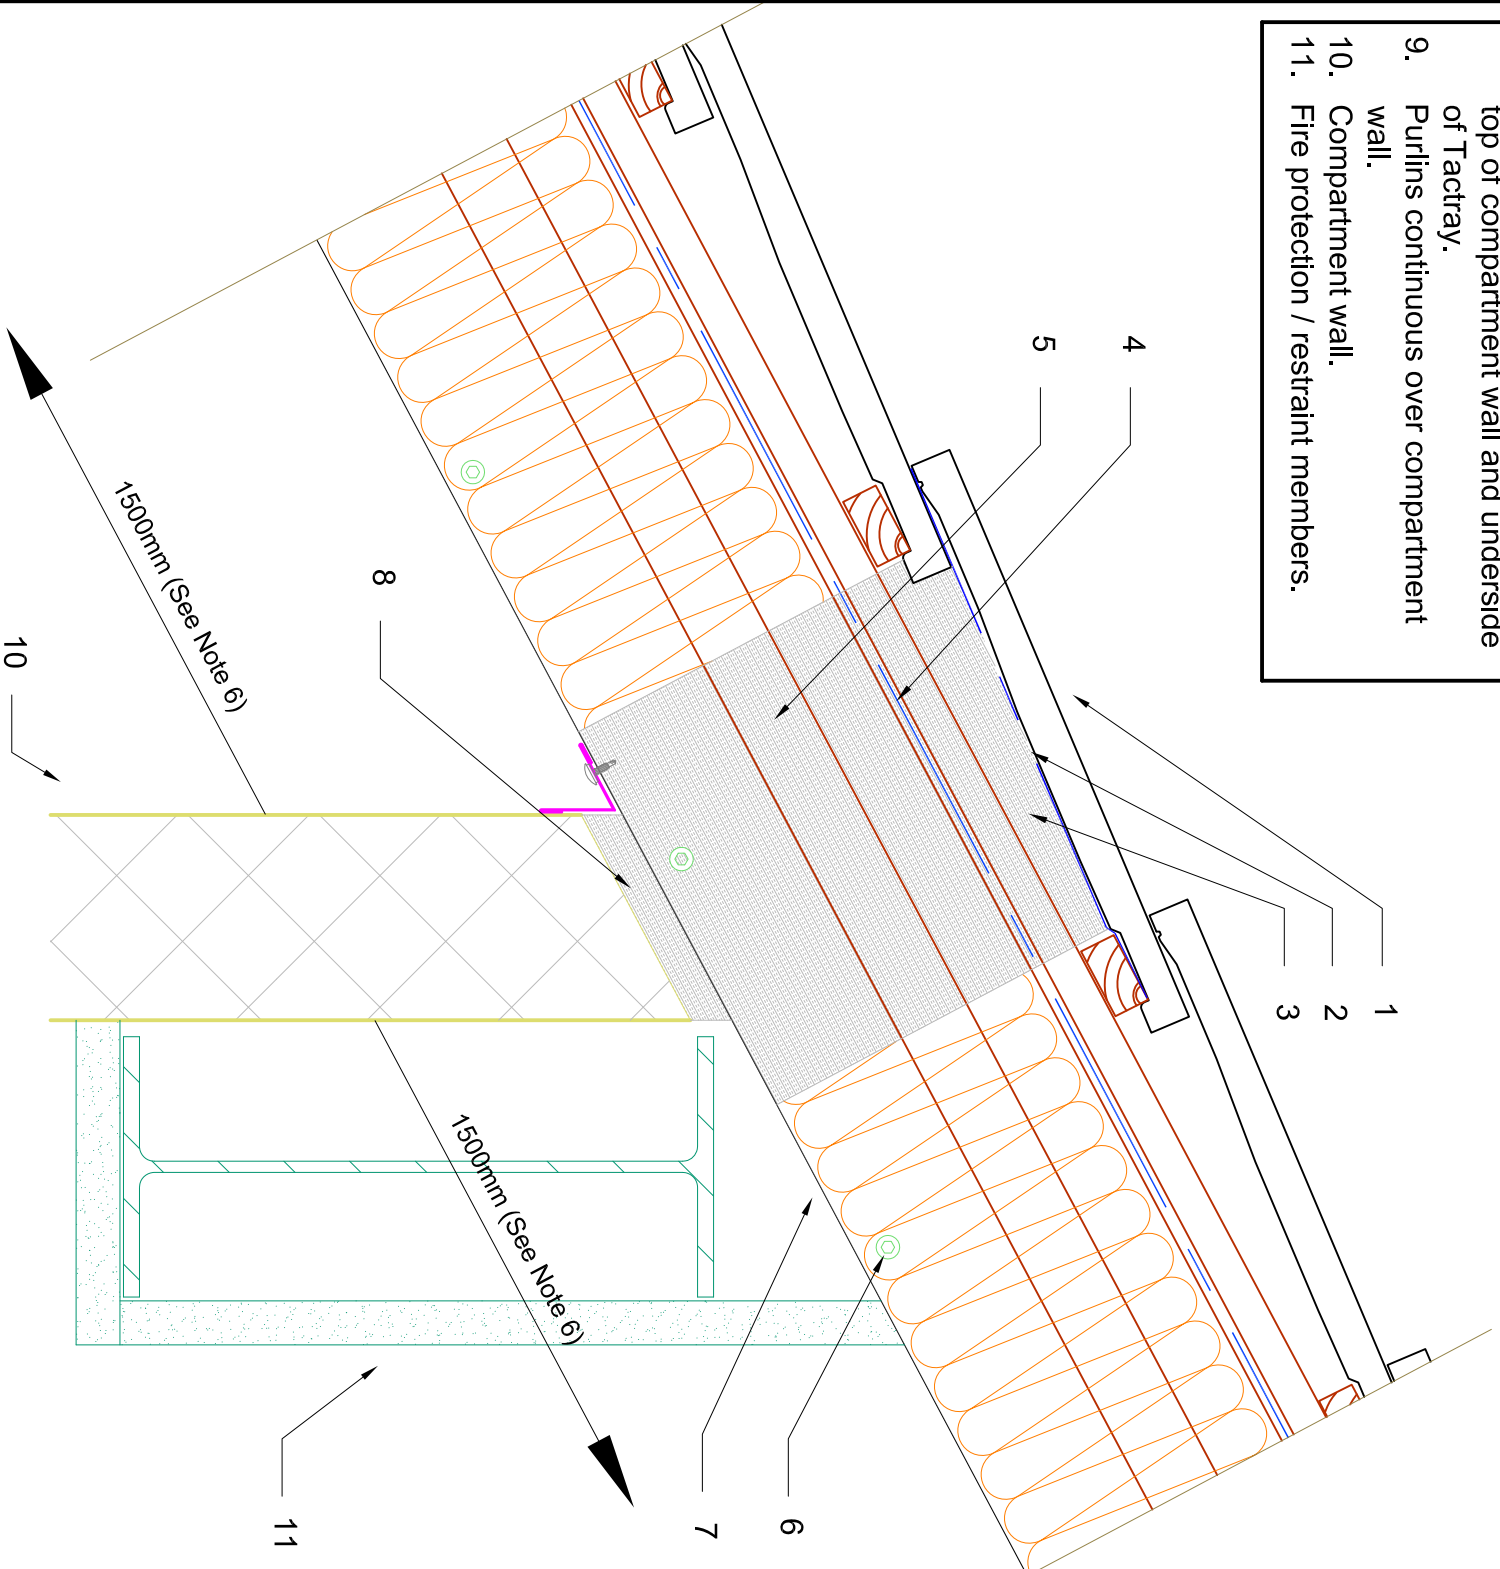 top of compartment wall and underside
of Tactray.
9. Purlins continuous over compartment
wall.
10. Compartment wall.
11. Fire protection / restraint members.
1
2
3
4
5
6
7
8
10
11
1500mm (See Note 6)
1500mm (See Note 6)